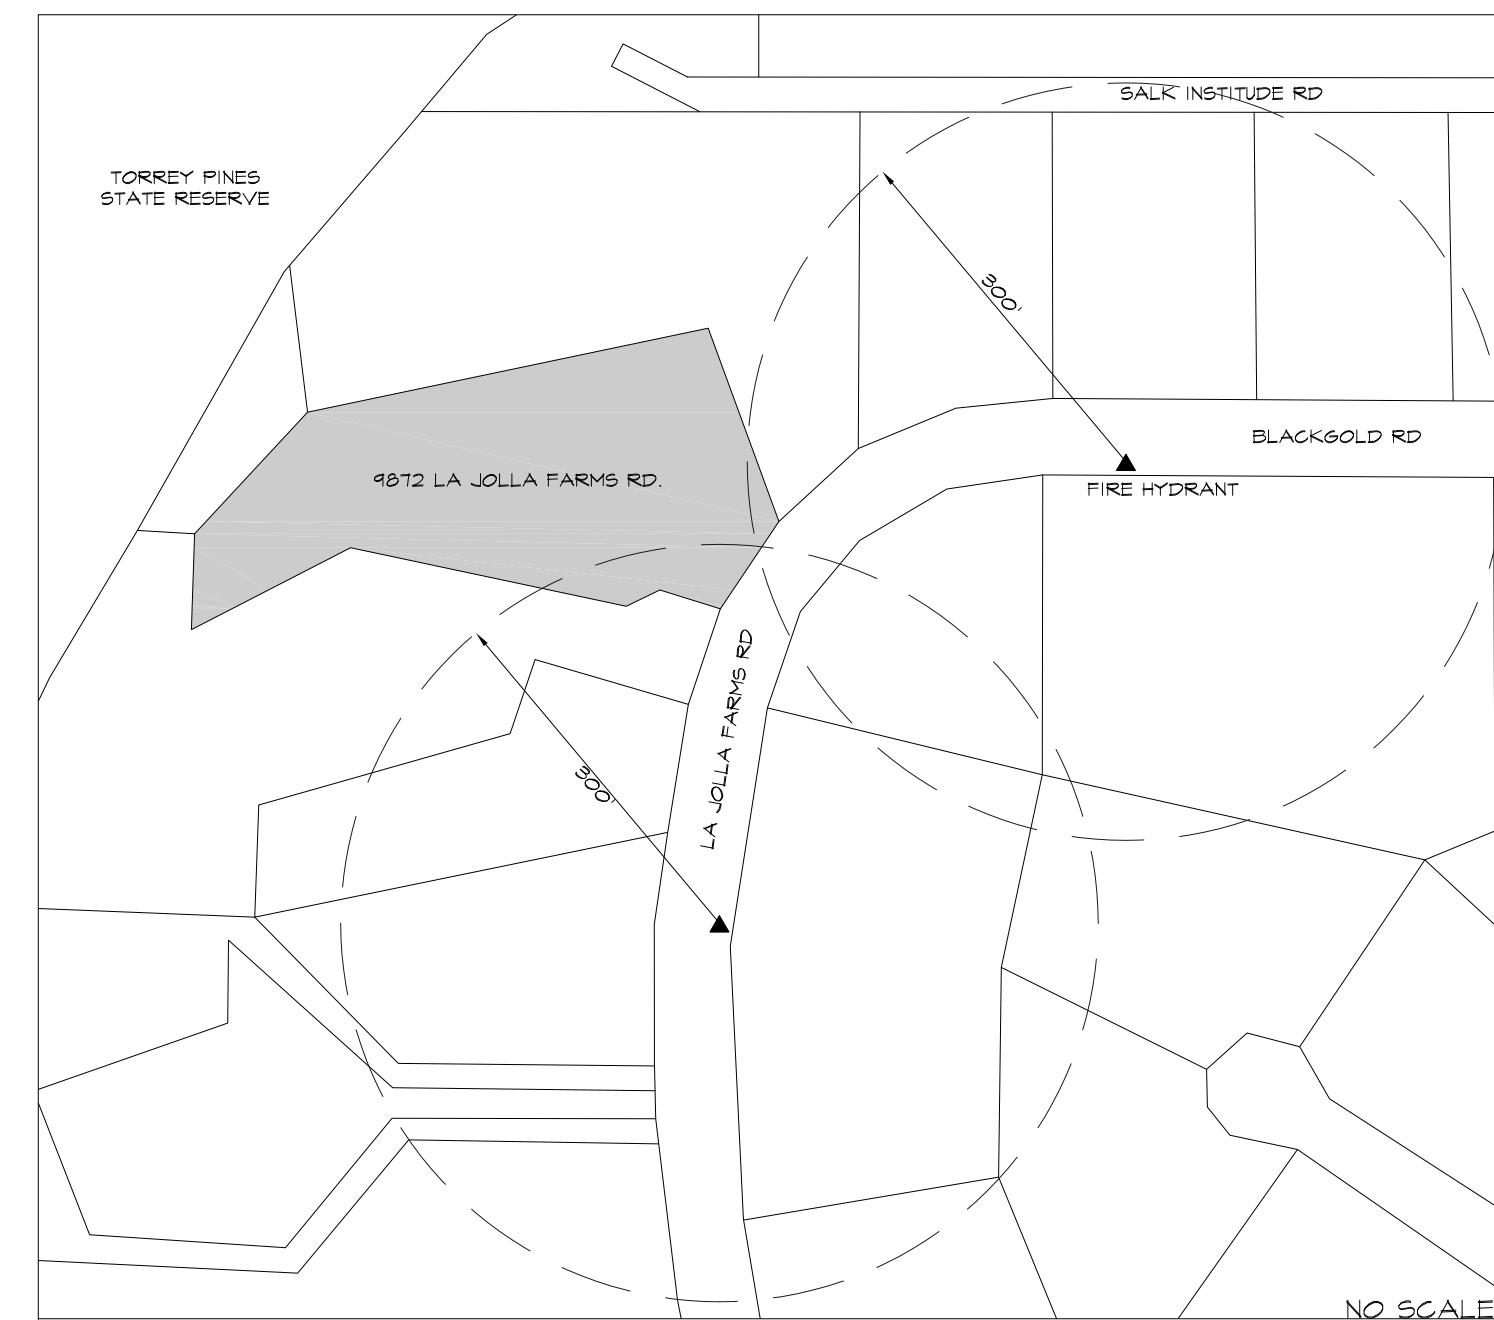 SALK INSTITUDE RD
TORREY PINES
STATE RESERVE
300'
BLACKGOLD RD
9872 LA JOLLA FARMS RD.
FIRE HYDRANT
LA JOLLA FARMS RD
300'
NO SCALE